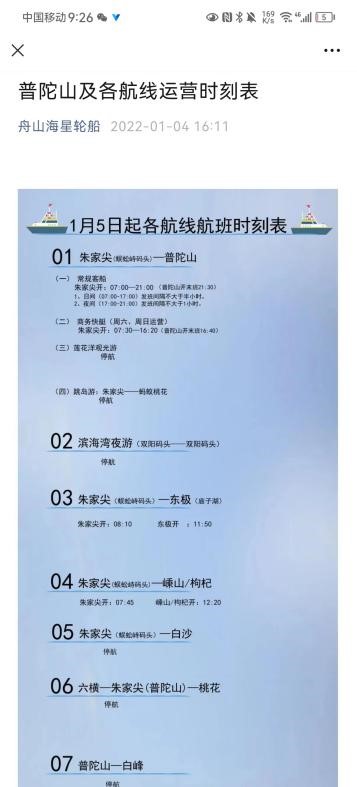 中国移动 9:26
169
K/s
4G
5
普陀山及各航线运营时刻表
舟山海星轮船 2022-01-04 16:11
1月5日起各航线航班时刻表
01 朱家尖(蜈蚣峙码头)—普陀山
（一） 常规客船
朱家尖开：07:00——21:00 (普陀山开末班21:30)
1、日间（07:00-17:00）发班间隔不大于半小时。
2、夜间（17:00-21:00）发班间隔不大于1小时。
（二） 商务快艇（周六、周日运营）
朱家尖开：07:30——16:20(普陀山开末班16:40)
（三）莲花洋观光游
停航
（四）跳岛游：朱家尖——蚂蚁桃花
停航
02 滨海湾夜游（双阳码头——双阳码头）
停航
03 朱家尖(蜈蚣峙码头)—东极(庙子湖)
朱家尖开：08:10 东极开 ：11:50
04 朱家尖(蜈蚣峙码头)—嵊山/枸杞
朱家尖开：07:45 嵊山/枸杞开：12:20
05 朱家尖(蜈蚣峙码头)—白沙
停航
06 六横—朱家尖(普陀山)—桃花
停航
07 普陀山—白峰
停航